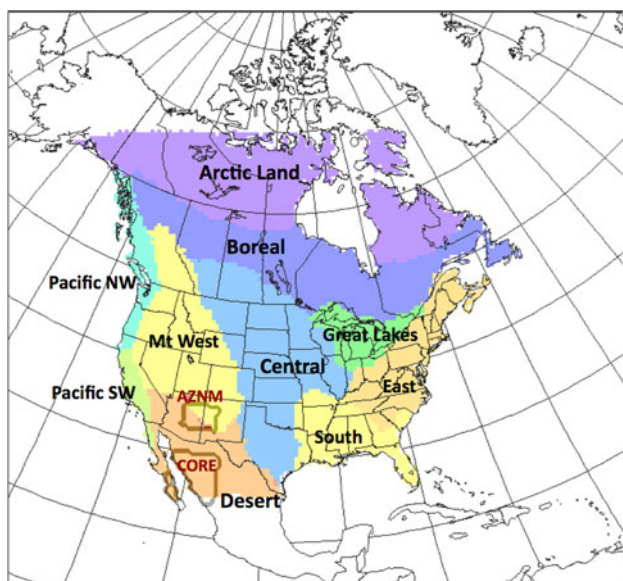 Arctic Land
Boreal
Pacific NW
Great Lakes
Mt West
Central
Pacific SW
AZNM
East
South
CORE
Desert